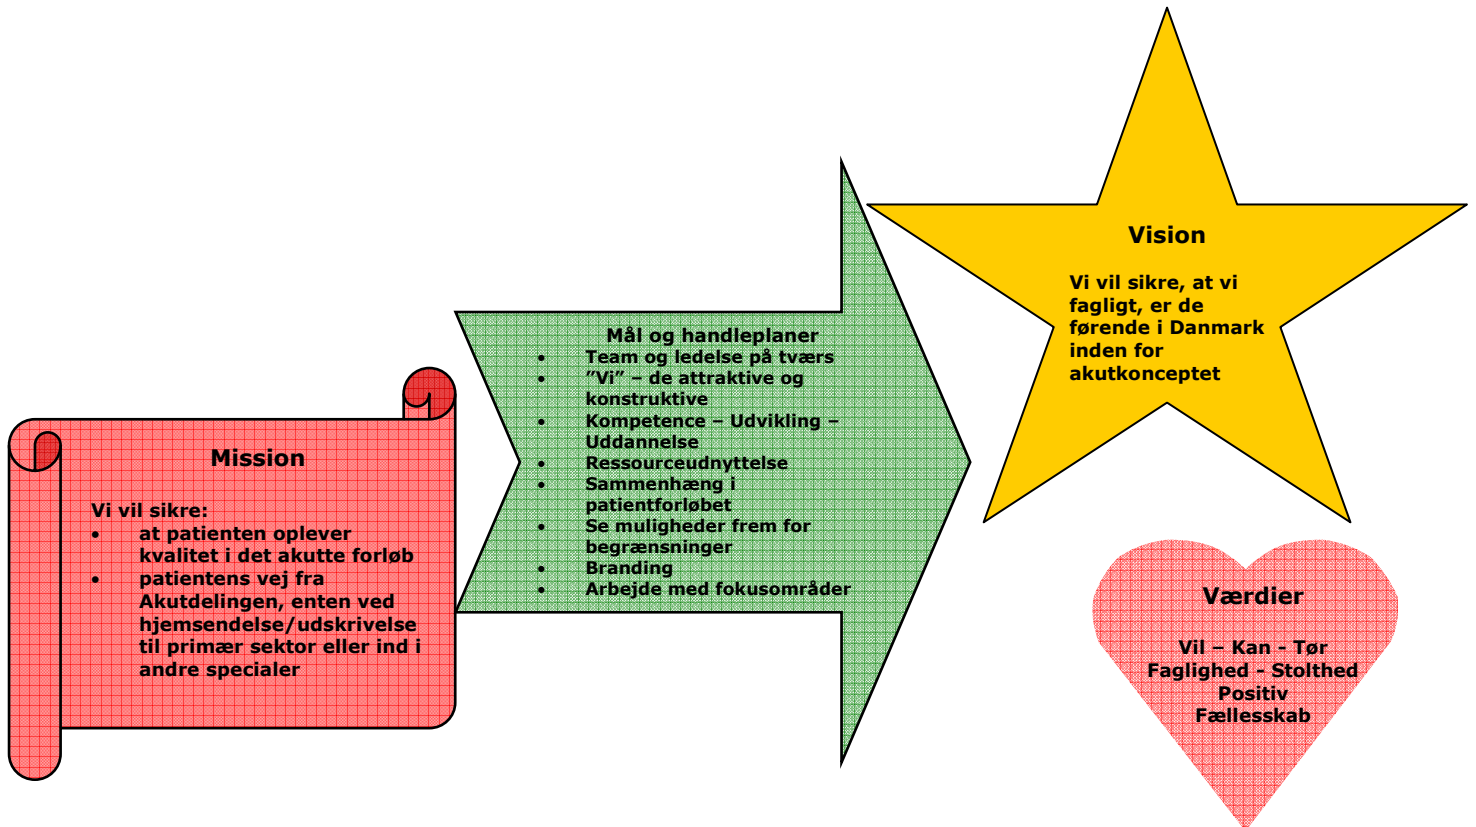 Mission
Vi vil sikre:
• at patienten oplever
kvalitet i det akutte forløb
• patientens vej fra
Akutdelingen, enten ved
hjemsendelse/udskrivelse
til primær sektor eller ind i
andre specialer
Mål og handleplaner
• Team og ledelse på tværs
• ”Vi” – de attraktive og
konstruktive
• Kompetence – Udvikling –
Uddannelse
• Ressourceudnyttelse
• Sammenhæng i
patientforløbet
• Se muligheder frem for
begrænsninger
• Branding
• Arbejde med fokusområder
Vision
Vi vil sikre, at vi
fagligt, er de
førende i Danmark
inden for
akutkonceptet
Værdier
Vil – Kan - Tør
Faglighed - Stolthed
Positiv
Fællesskab